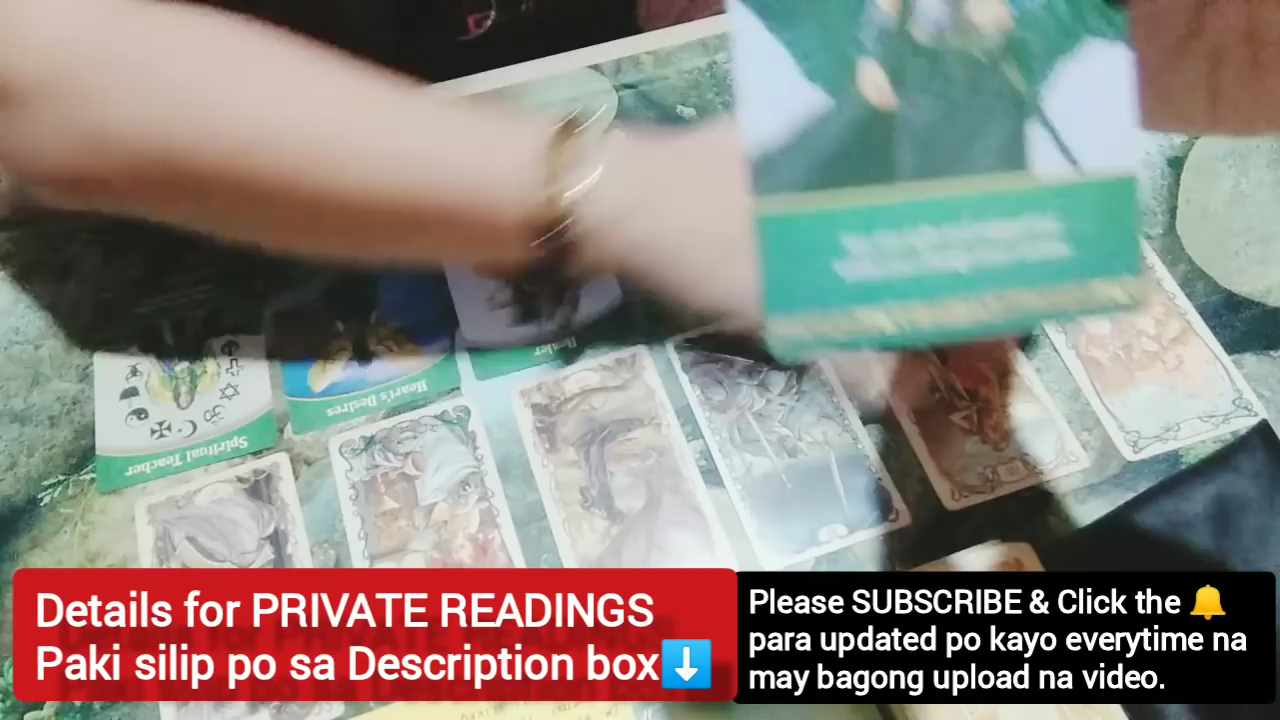 Healer
Heart's Desires
Spiritual Teacher
Details for PRIVATE READINGS
Paki silip po sa Description box⬇️
Please SUBSCRIBE & Click the 🔔
para updated po kayo everytime na
may bagong upload na video.